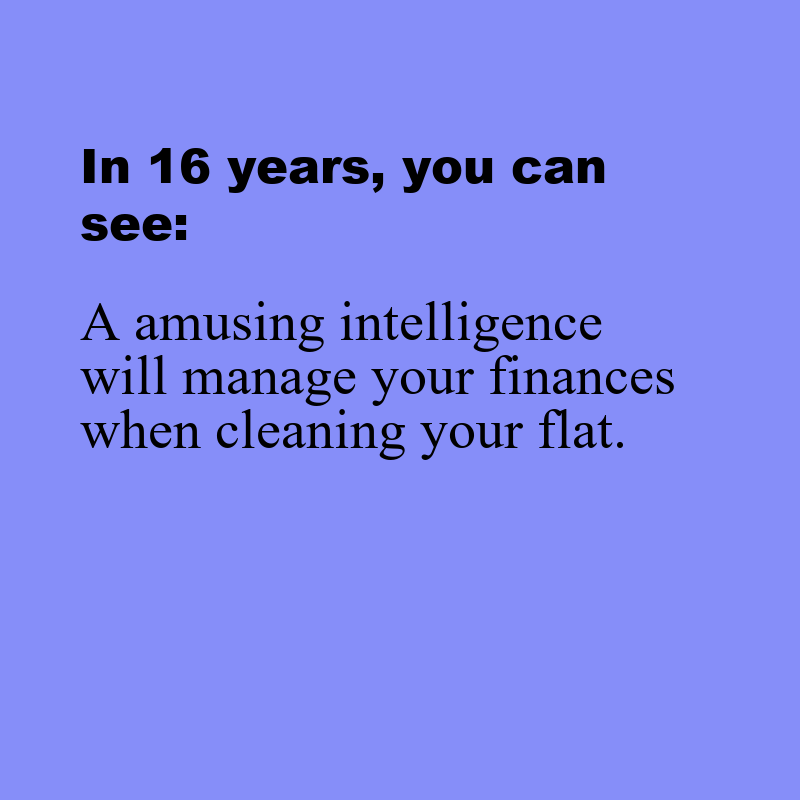 In 16 years, you can
see:
A amusing intelligence
will manage your finances
when cleaning your flat.